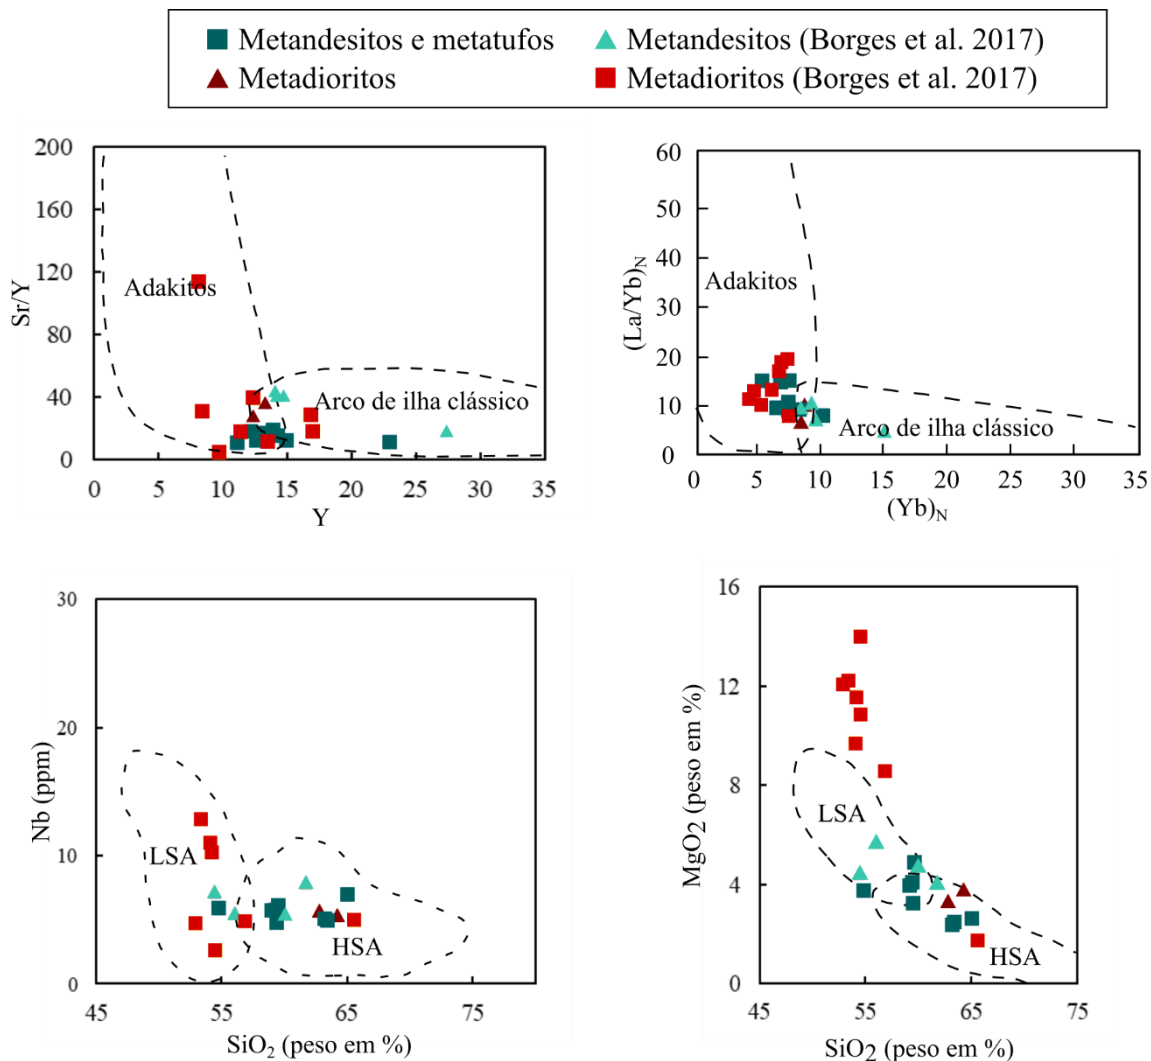 Metandesitos e metatufos
Metandesitos (Borges et al. 2017)
Metadioritos
Metadioritos (Borges et al. 2017)
200
160
120
80
40
0
Sr/Y
Adakitos
Arco de ilha clássico
0 5 10 15 20 25 30 35
Y
60
50
40
30
20
10
0
(La/Yb)N
Adakitos
Arco de ilha clássico
0 5 10 15 20 25 30 35
(Yb)N
30
20
10
0
Nb (ppm)
LSA
HSA
45 55 65 75
SiO2 (peso em %)
16
12
8
4
0
MgO2 (peso em %)
LSA
HSA
45 55 65 75
SiO2 (peso em %)